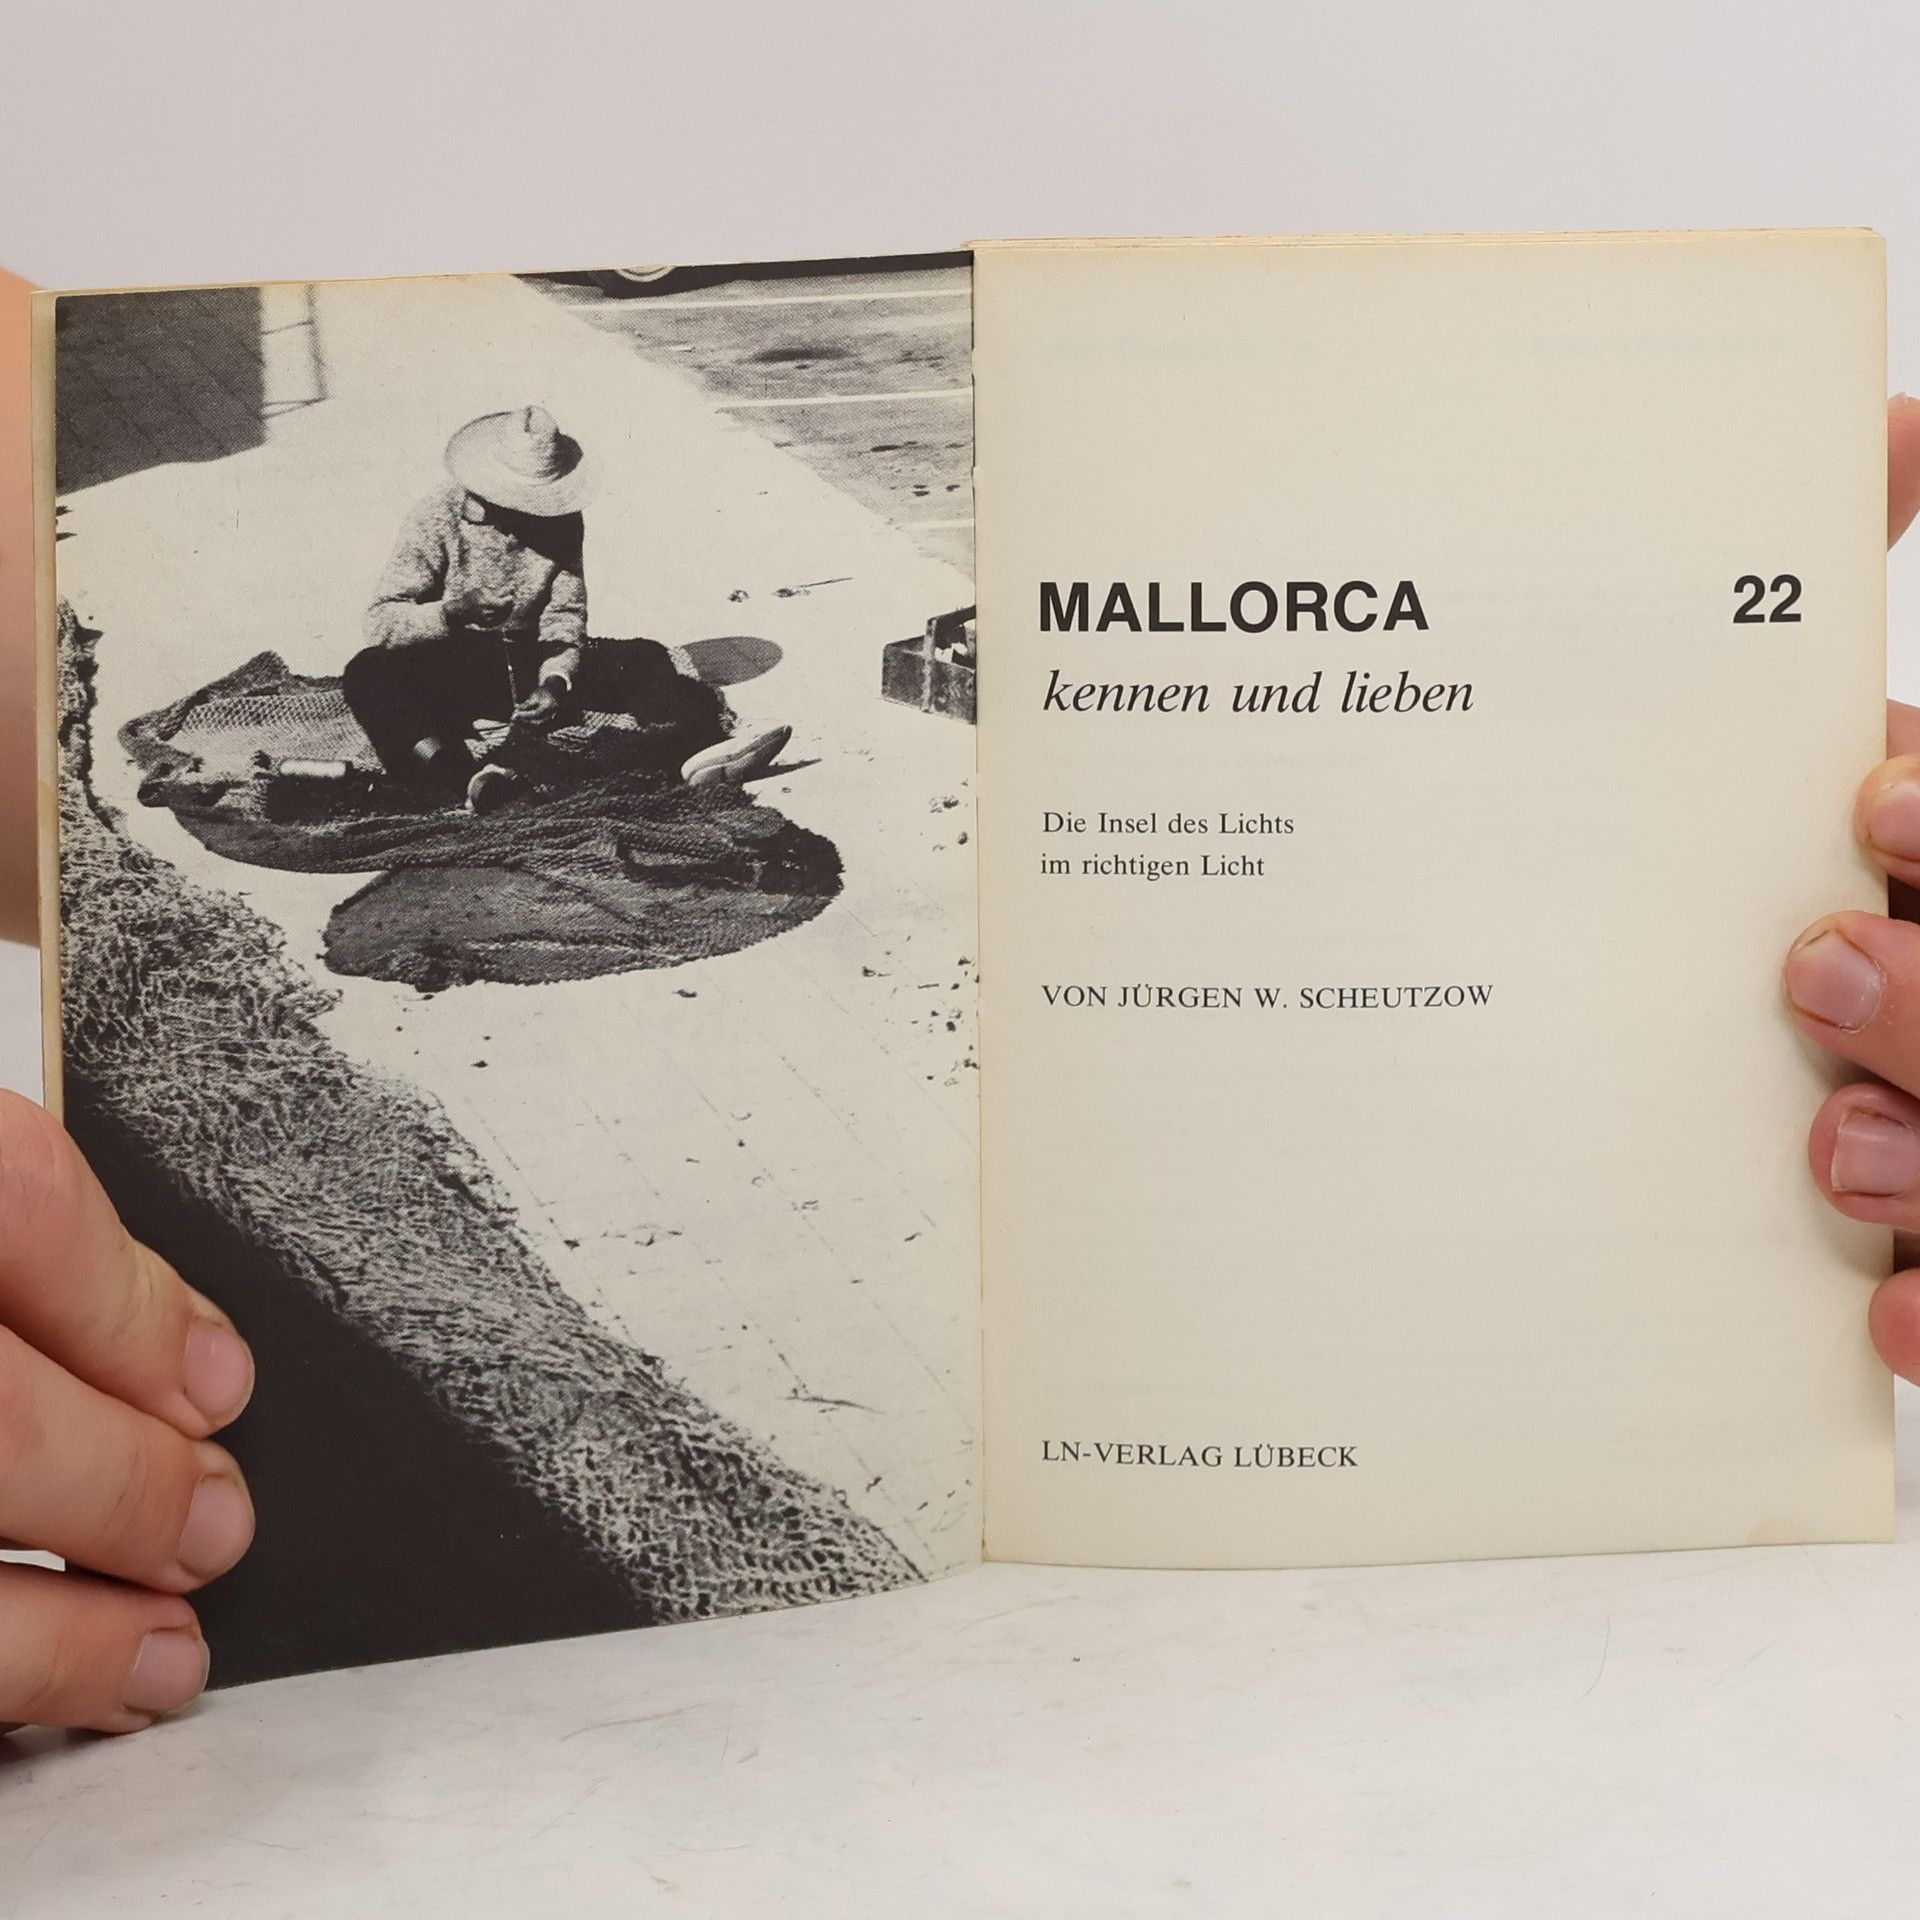 MALLORCA 22
kennen und lieben
Die Insel des Lichts
im richtigen Licht
VON JÜRGEN W. SCHEUTZOW
LN-VERLAG LÜBECK